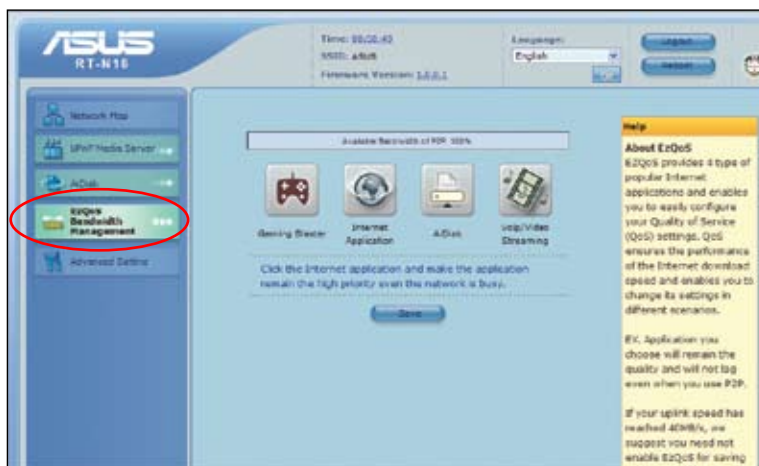 ASUS
RT-N16
Time:
SSID: ASUS
Firmware Version: 1.0.0.1
Language:
English
Logout
Reboot
Network Map
UPnP Media Server
AiDisk
EzQoS
Bandwidth
Management
Advanced Setting
Available Bandwidth of P2P: 100%
Gaming Blaster
Internet
Application
AiDisk
VoIP/Video
Streaming
Click the Internet application and make the application
remain the high priority even the network is busy.
Save
Help
About EzQoS
EzQoS provides 4 type of
popular Internet
applications and enables
you to easily configure
your Quality of Service
(QoS) settings. QoS
ensures the performance
of the Internet download
speed and enables you to
change its settings in
different scenarios.
EX. Application you
choose will remain the
quality and will not lag
even when you use P2P.
If your uplink speed has
reached 40MB/s, we
suggest you need not
enable EzQoS for saving